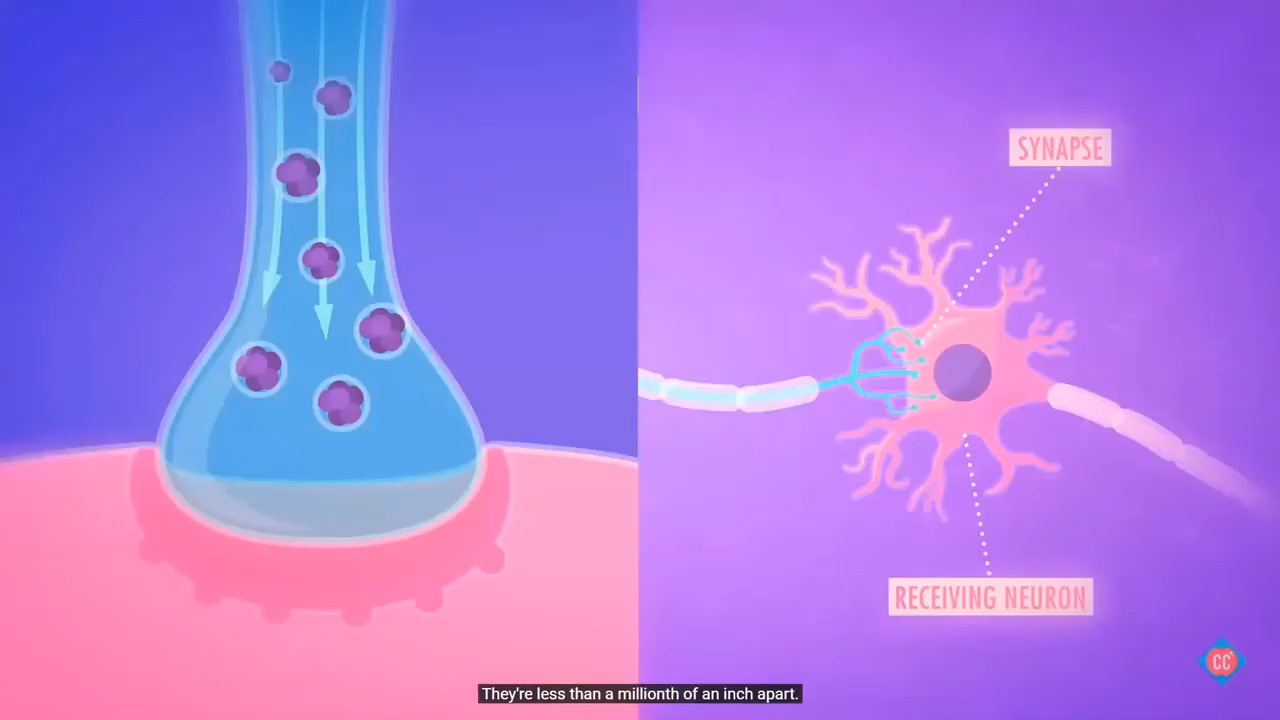 SYNAPSE
RECEIVING NEURON
CC
They're less than a millionth of an inch apart.